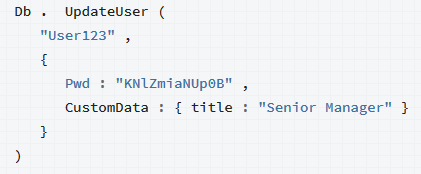 Db . UpdateUser (
"User123" ,
{
Pwd : "KNlZmiaNUp0B" ,
CustomData : { title : "Senior Manager" }
}
)